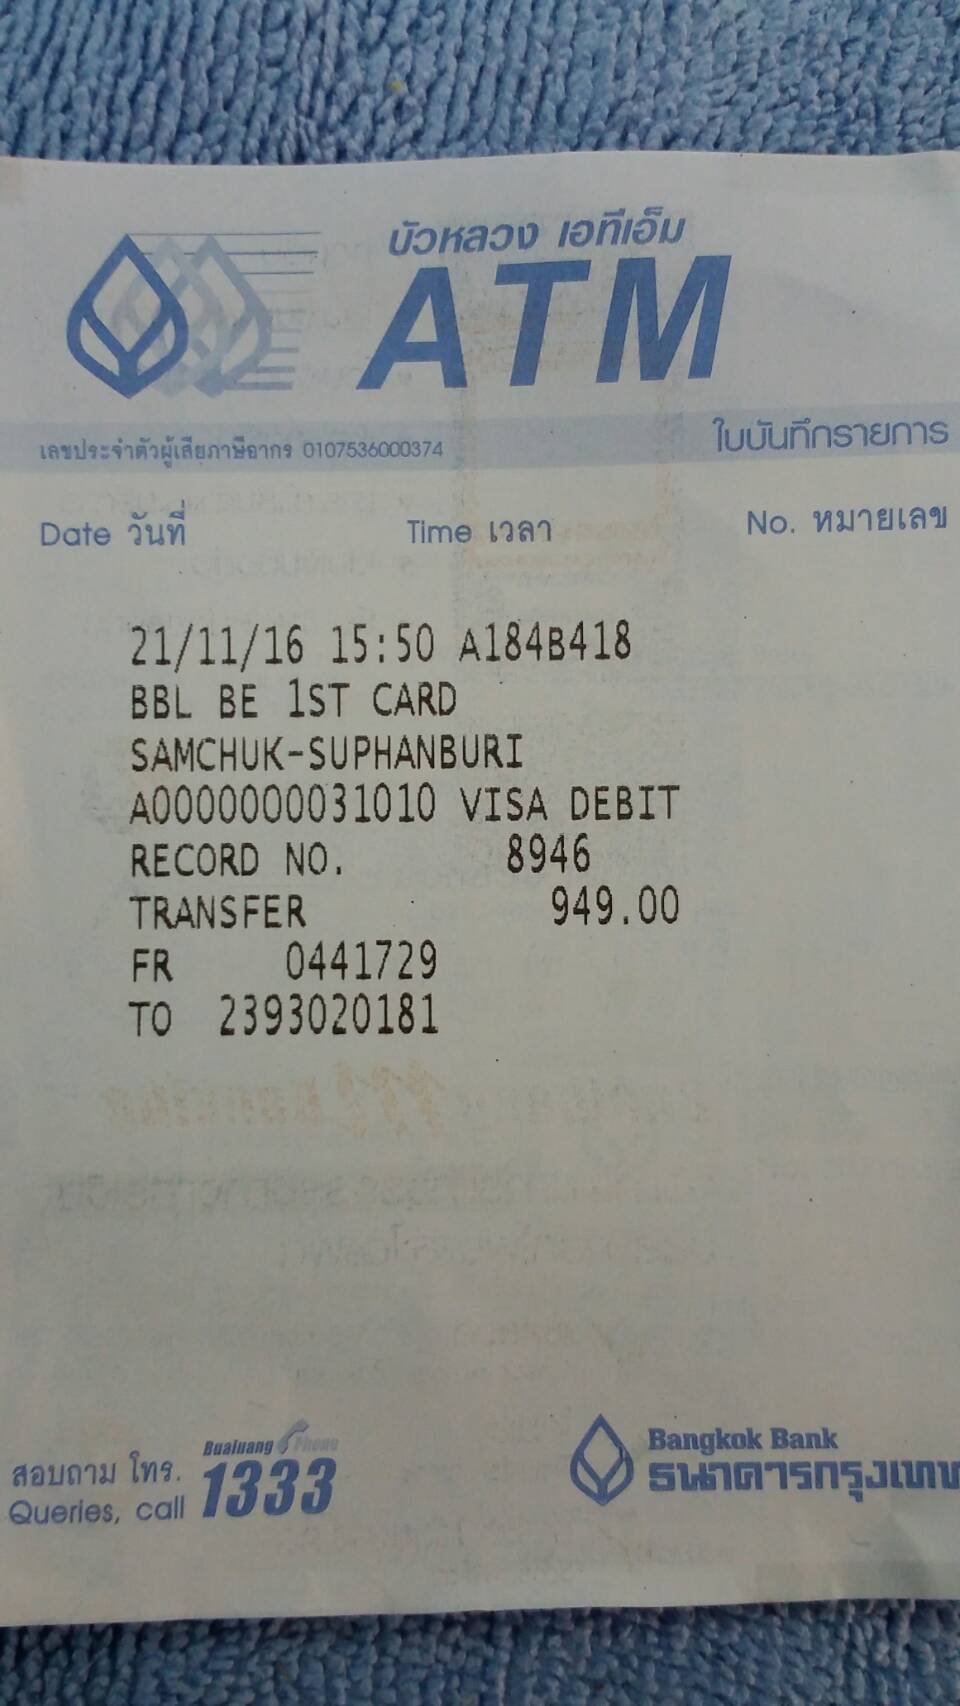 บัวหลวง เอทีเอ็ม
ATM
เลขประจำตัวผู้เสียภาษีอากร 0107536000374
ใบบันทึกรายการ
Date วันที่ Time เวลา No. หมายเลข
21/11/16 15:50 A184B418
BBL BE 1ST CARD
SAMCHUK-SUPHANBURI
A0000000031010 VISA DEBIT
RECORD NO. 8946
TRANSFER 949.00
FR 0441729
TO 2393020181
สอบถาม โทร.
Queries, call
Bualuang Phone
1333
Bangkok Bank
ธนาคารกรุงเทพ